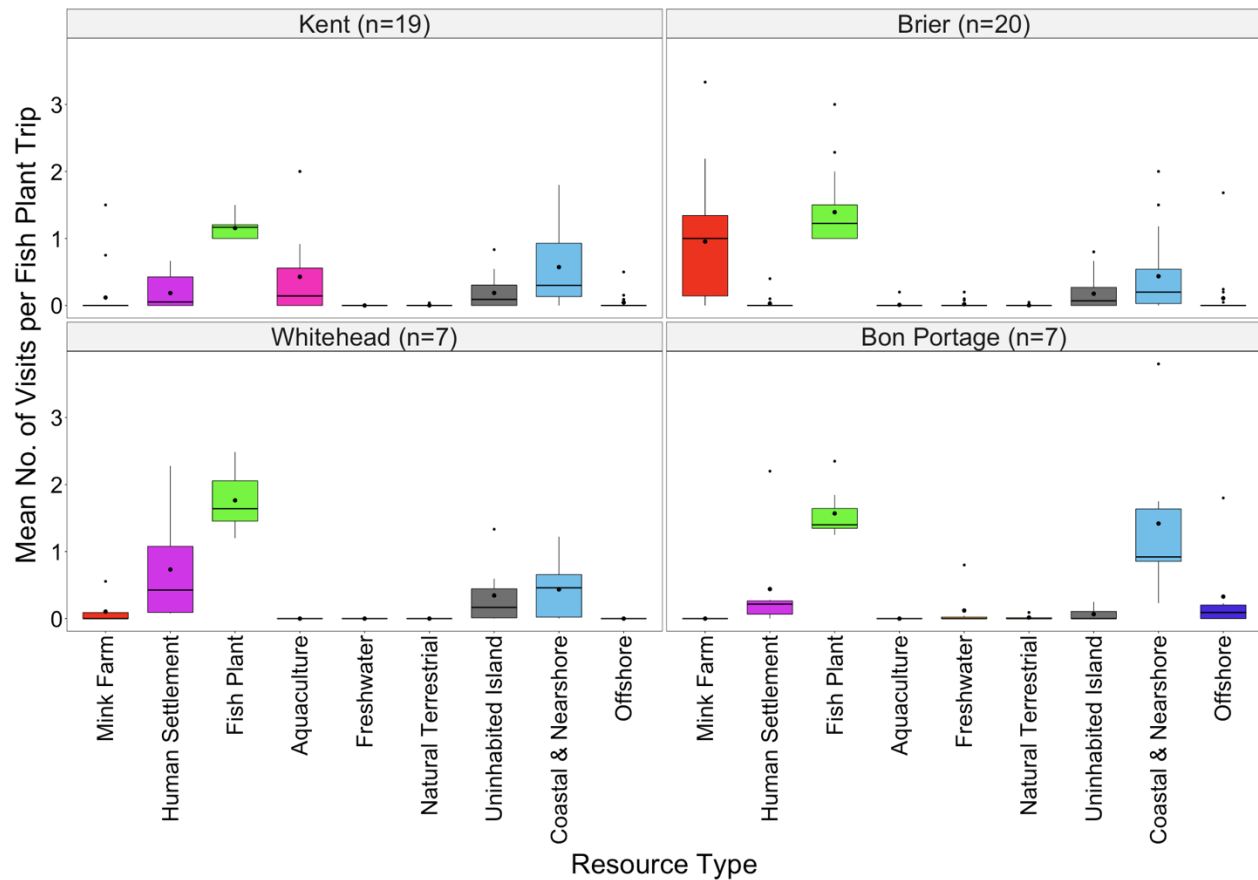 Kent (n=19)
Brier (n=20)
Mean No. of Visits per Fish Plant Trip
3
2
1
0
Whitehead (n=7)
Bon Portage (n=7)
3
2
1
0
Mink Farm
Human Settlement
Fish Plant
Aquaculture
Freshwater
Natural Terrestrial
Uninhabited Island
Coastal & Nearshore
Offshore
Mink Farm
Human Settlement
Fish Plant
Aquaculture
Freshwater
Natural Terrestrial
Uninhabited Island
Coastal & Nearshore
Offshore
Resource Type